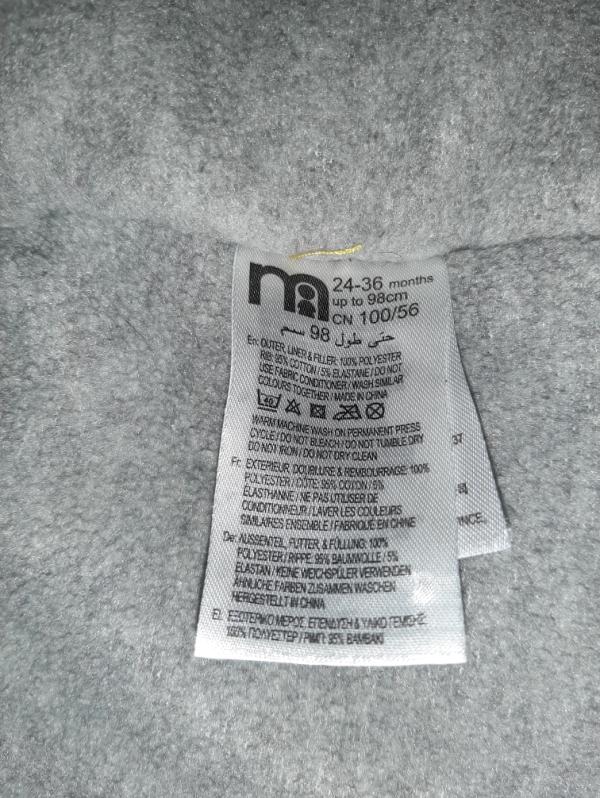 24-36 months
up to 98cm
CN 100/56
حتى طول 98 سم
En: OUTER, LINER & FILLER: 100% POLYESTER
RIB: 95% COTTON / 5% ELASTANE / DO NOT
USE FABRIC CONDITIONER / WASH SIMILAR
COLOURS TOGETHER / MADE IN CHINA
40
WARM MACHINE WASH ON PERMANENT PRESS
CYCLE / DO NOT BLEACH / DO NOT TUMBLE DRY
DO NOT IRON / DO NOT DRY CLEAN
Fr: EXTERIEUR, DOUBLURE & REMBOURRAGE: 100%
POLYESTER / CÔTE: 95% COTON / 5%
ELASTHANNE / NE PAS UTILISER DE
CONDITIONNEUR / LAVER LES COULEURS
SIMILAIRES ENSEMBLE / FABRIQUÉ EN CHINE
De: AUSSENTEIL, FUTTER, & FÜLLUNG: 100%
POLYESTER / RIPPE: 95% BAUMWOLLE / 5%
ELASTAN / KEINE WEICHSPÜLER VERWENDEN
ÄHNLICHE FARBEN ZUSAMMEN WASCHEN
HERGESTELLT IN CHINA
EL: ΕΞΩΤΕΡΙΚΟ ΜΕΡΟΣ, ΕΠΕΝΔΥΣΗ & ΥΛΙΚΟ ΓΕΜΙΣΗΣ:
100% ΠΟΛΥΕΣΤΕΡ / ΡΙΜΠ: 95% ΒΑΜΒΑΚΙ